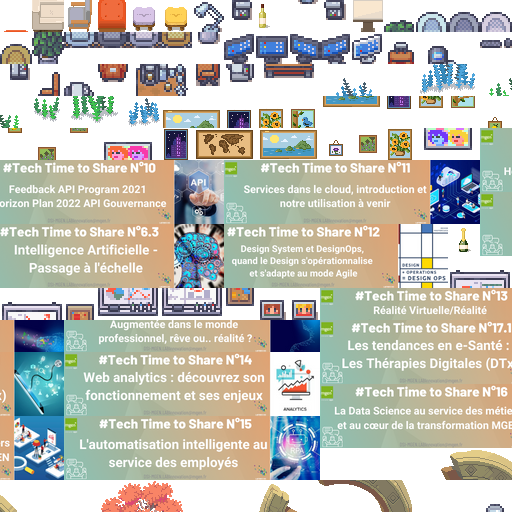 #Tech Time to Share N°10
Feedback API Program 2021
orizon Plan 2022 API Gouvernance
API
#Tech Time to Share N°11
Services dans le cloud, introduction et
notre utilisation à venir
H
#Tech Time to Share N°6.3
Intelligence Artificielle -
Passage à l'échelle
#Tech Time to Share N°12
Design System et DesignOps,
quand le Design s'opérationnalise
et s'adapte au mode Agile
DESIGN
+ OPERATIONS
= DESIGN OPS
#Tech Time to Share N°13
Réalité Virtuelle/Réalité
Augmentée dans le monde
professionnel, rêve ou.. réalité ?
#Tech Time to Share N°17.1
Les tendances en e-Santé :
Les Thérapies Digitales (DTx
#Tech Time to Share N°14
Web analytics : découvrez son
fonctionnement et ses enjeux
ANALYTICS
x)
#Tech Time to Share N°16
La Data Science au service des métie
et au cœur de la transformation MGE
#Tech Time to Share N°15
L'automatisation intelligente au
service des employés
ers
EN